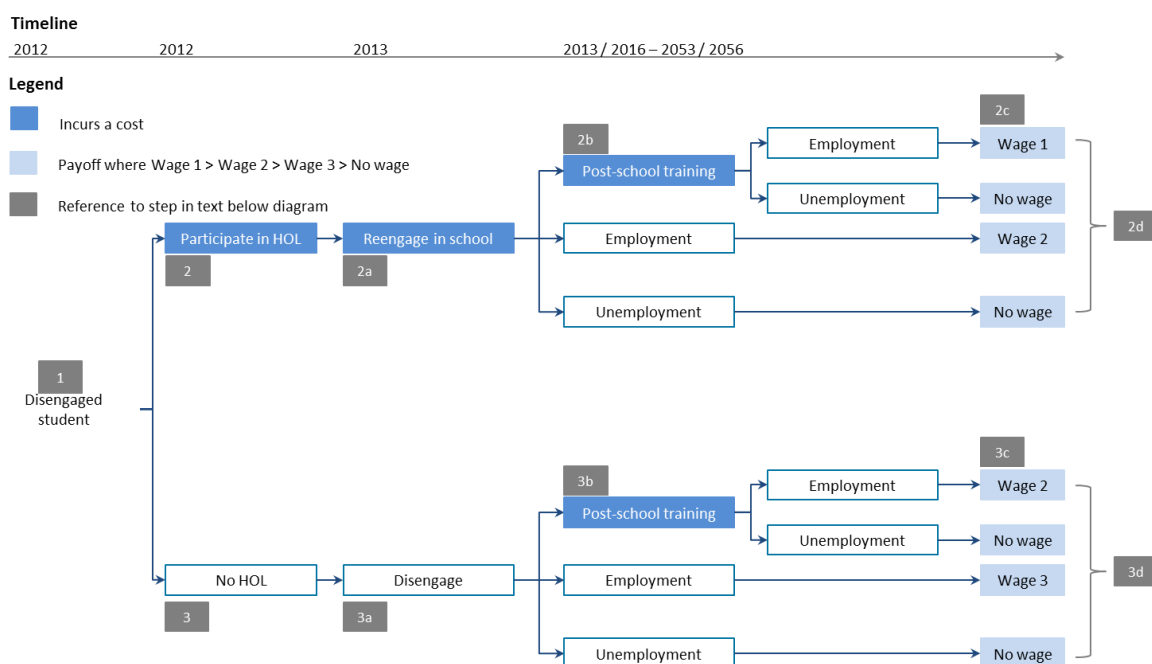 Timeline
2012 2012 2013 2013 / 2016 – 2053 / 2056
Legend
Incurs a cost
Payoff where Wage 1 > Wage 2 > Wage 3 > No wage
Reference to step in text below diagram
2c
2b Employment Wage 1
Post-school training
Unemployment No wage
Participate in HOL Reengage in school Employment Wage 2 2d
2 2a
Unemployment No wage
1
Disengaged
student
3c
3b Employment Wage 2
Post-school training
Unemployment No wage
No HOL Disengage Employment Wage 3 3d
3 3a
Unemployment No wage